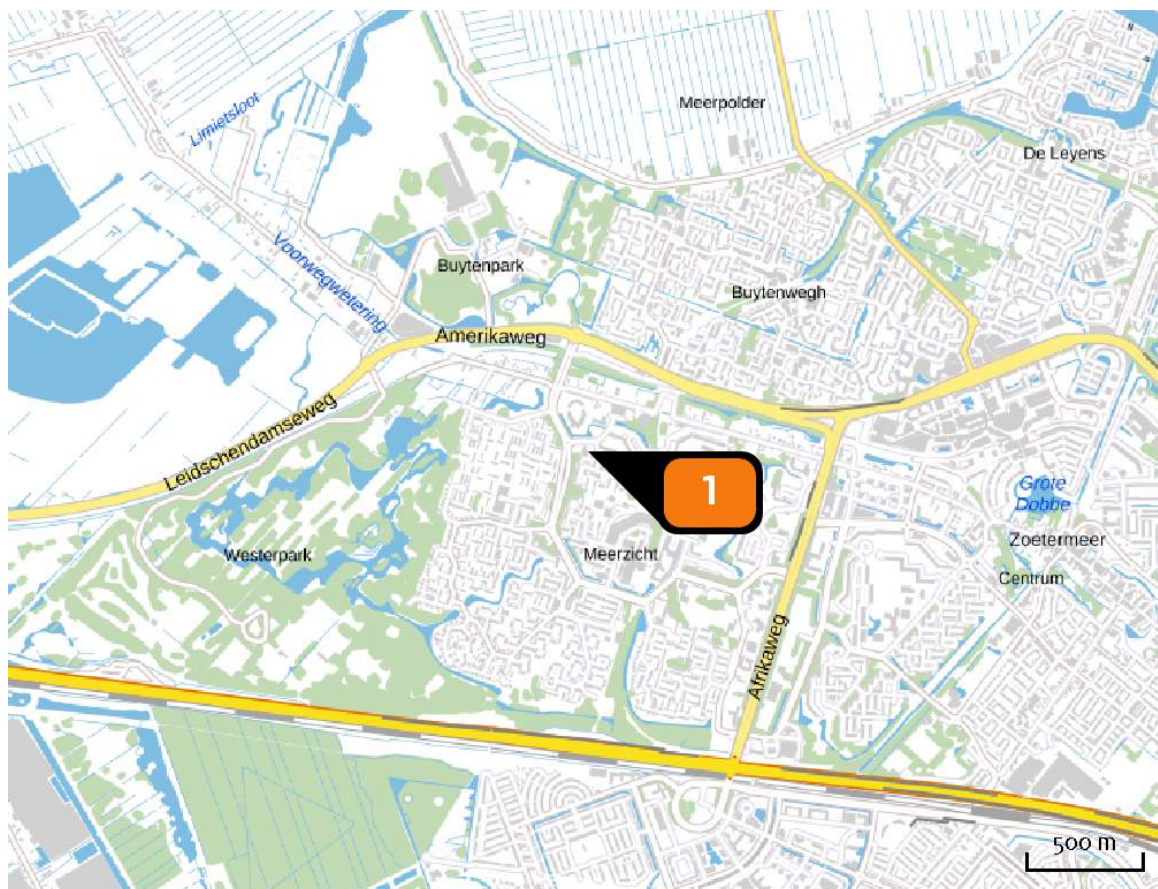 Meerpolder
Limietsloot
De Leyens
Voorwegwetering
Buytenpark
Buytenwegh
Amerikaweg
Leidschendamseweg
1
Grote
Dobbe
Zoetermeer
Westerpark
Meerzicht
Centrum
Afrikaweg
500 m